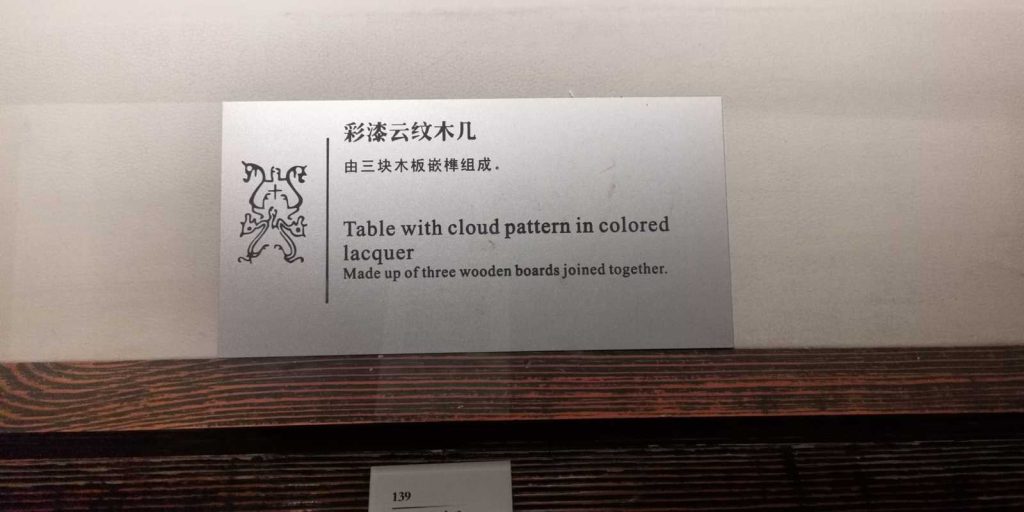 彩漆云纹木几
由三块木板嵌榫组成.
Table with cloud pattern in colored
lacquer
Made up of three wooden boards joined together.
139